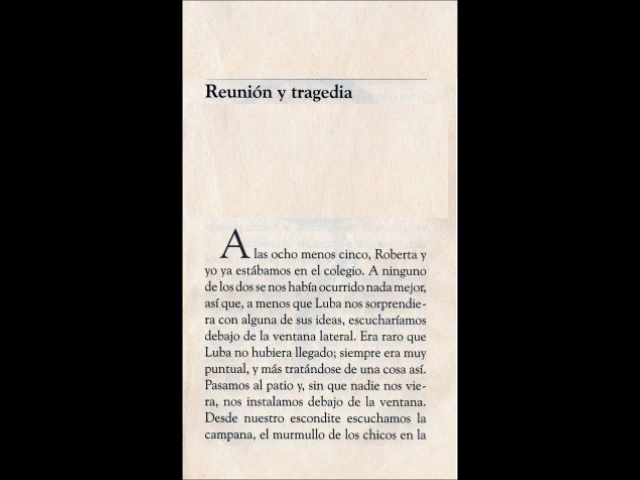 Reunión y tragedia
A las ocho menos cinco, Roberta y
yo ya estábamos en el colegio. A ninguno
de los dos se nos había ocurrido nada mejor,
así que, a menos que Luba nos sorprendie-
ra con alguna de sus ideas, escucharíamos
debajo de la ventana lateral. Era raro que
Luba no hubiera llegado; siempre era muy
puntual, y más tratándose de una cosa así.
Pasamos al patio y, sin que nadie nos vie-
ra, nos instalamos debajo de la ventana.
Desde nuestro escondite escuchamos la
campana, el murmullo de los chicos en la